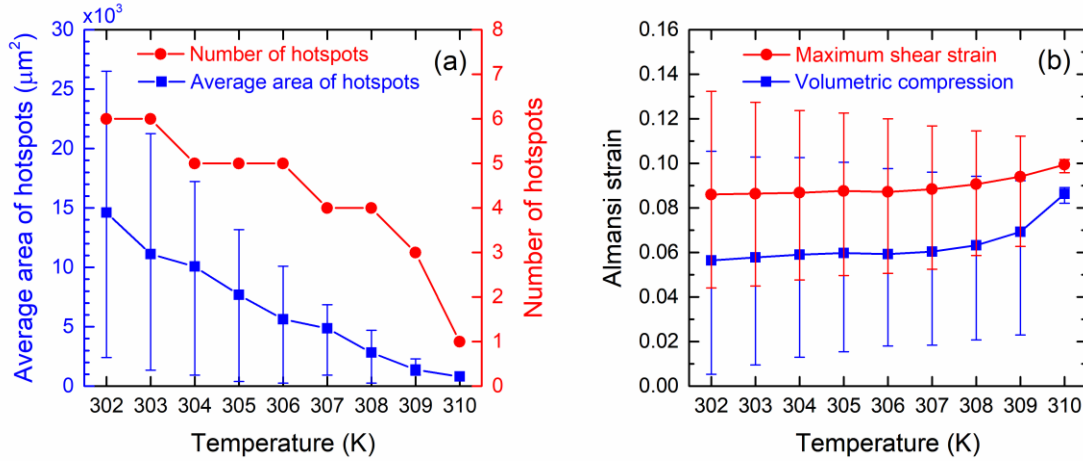 ×10³
30
25
20
15
10
5
0
Average area of hotspots (μm²)
Number of hotspots
Average area of hotspots
(a)
8
7
6
5
4
3
2
1
0
Number of hotspots
302 303 304 305 306 307 308 309 310
Temperature (K)
0.16
0.14
0.12
0.10
0.08
0.06
0.04
0.02
0.00
Almansi strain
Maximum shear strain
Volumetric compression
(b)
302 303 304 305 306 307 308 309 310
Temperature (K)